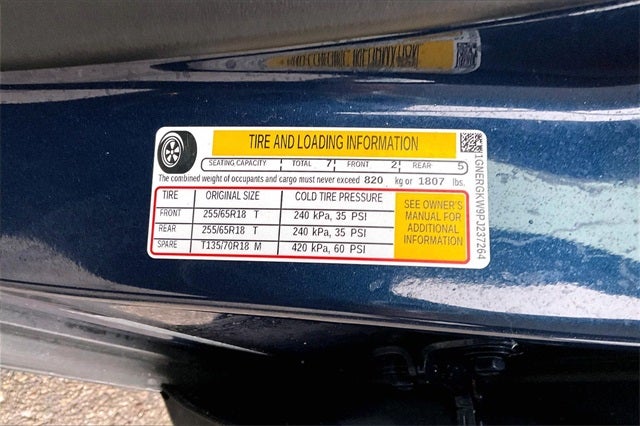 TIRE AND LOADING INFORMATION
SEATING CAPACITY TOTAL 7 FRONT 2 REAR 5
The combined weight of occupants and cargo must never exceed 820 kg or 1807 lbs.
TIRE ORIGINAL SIZE COLD TIRE PRESSURE
FRONT 255/65R18 T 240 kPa, 35 PSI
REAR 255/65R18 T 240 kPa, 35 PSI
SPARE T135/70R18 M 420 kPa, 60 PSI
SEE OWNER'S
MANUAL FOR
ADDITIONAL
INFORMATION
1GNERGKW9PJ237264